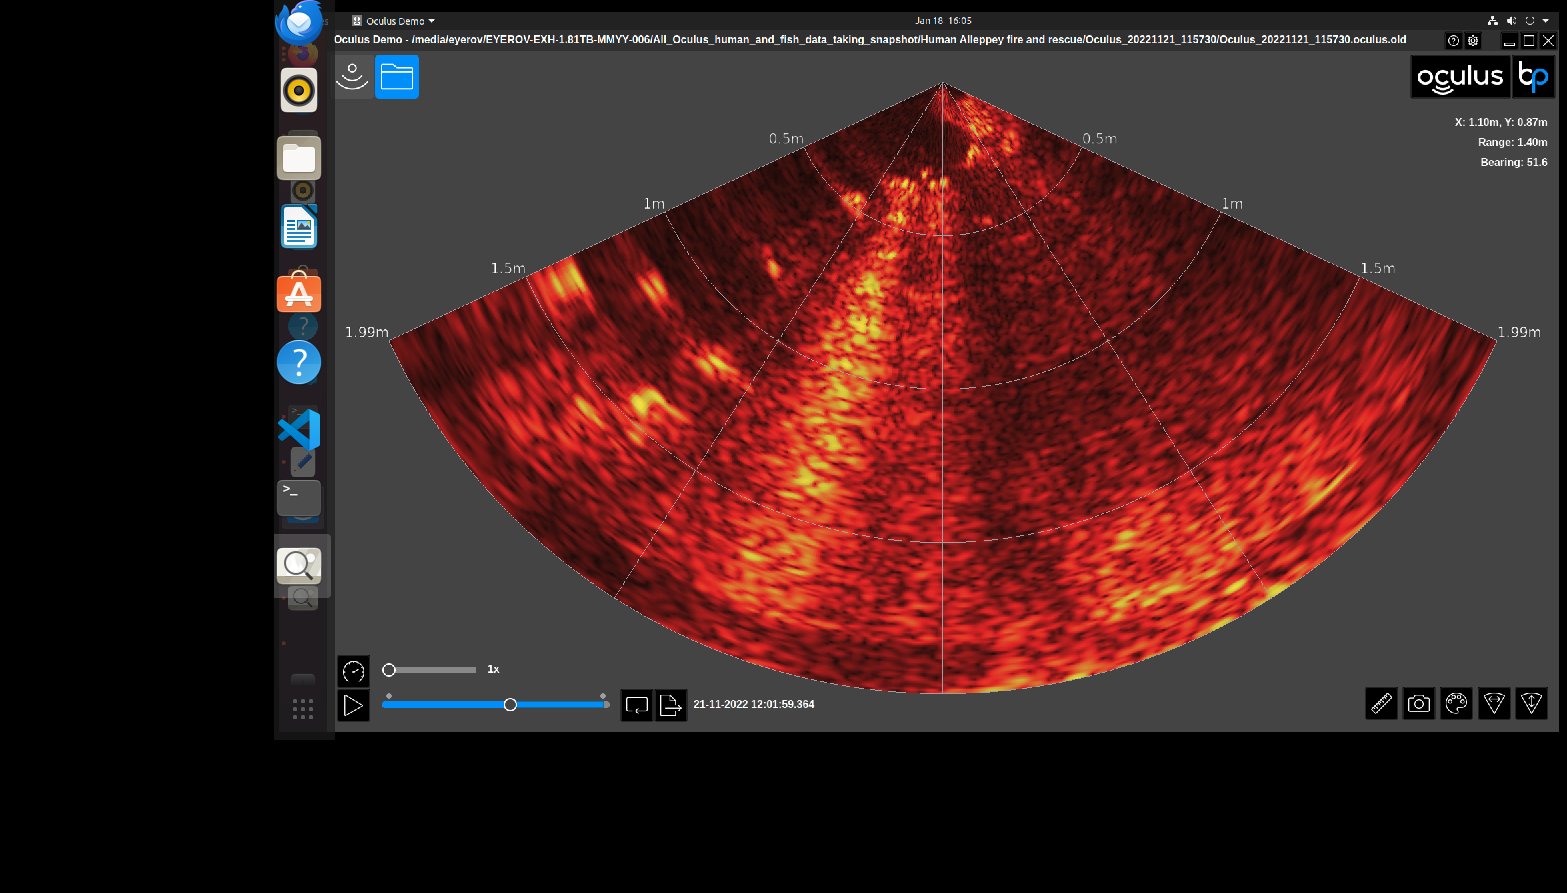 Oculus Demo
Jan 18 16:05
Oculus Demo - /media/eyerov/EYEROV-EXH-1.81TB-MMYY-006/All_Oculus_human_and_fish_data_taking_snapshot/Human Alleppey fire and rescue/Oculus_20221121_115730/Oculus_20221121_115730.oculus.old
oculus bp
X: 1.10m, Y: 0.87m
Range: 1.40m
Bearing: 51.6
0.5m 0.5m
1m 1m
1.5m 1.5m
1.99m 1.99m
1x
21-11-2022 12:01:59.364